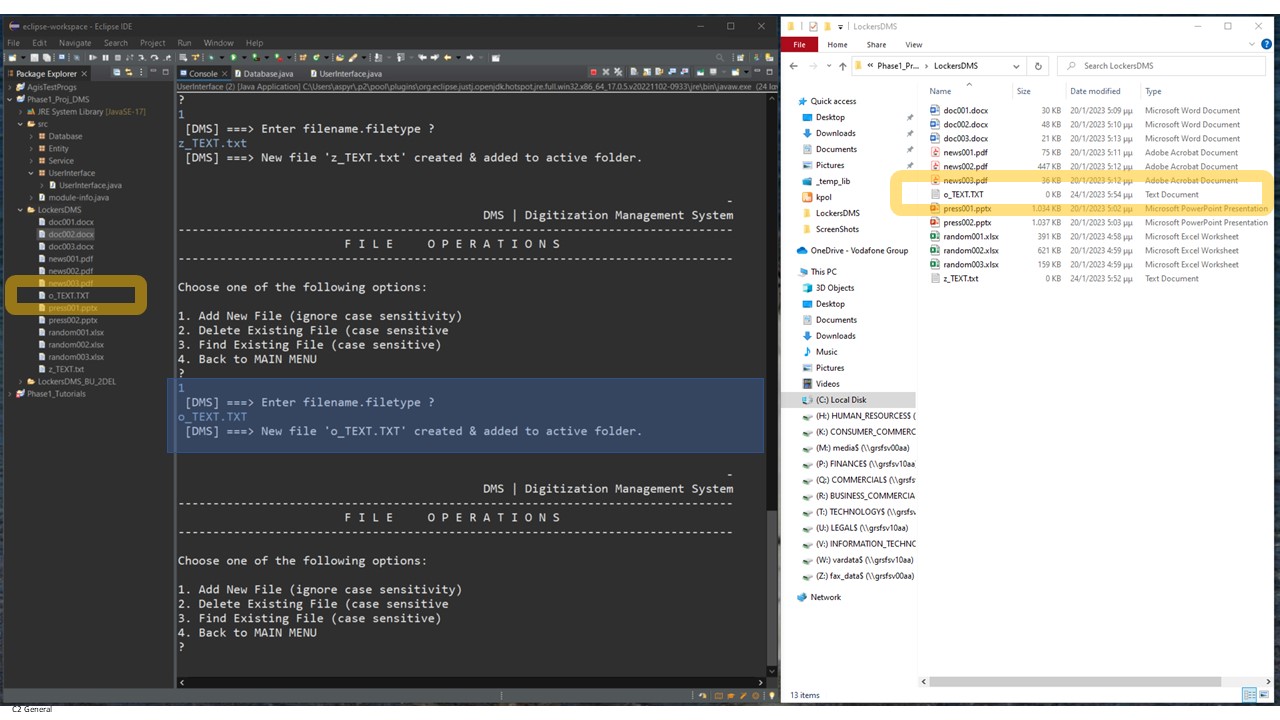 eclipse-workspace - Eclipse IDE
File Edit Navigate Search Project Run Window Help
Package Explorer
Console Database.java UserInterface.java
AgisTestProgs
Phase1_Proj_DMS
JRE System Library [JavaSE-17]
src
Database
Entity
Service
UserInterface
UserInterface.java
module-info.java
LockersDMS
doc001.docx
doc002.docx
doc003.docx
news001.pdf
news002.pdf
news003.pdf
o_TEXT.TXT
press001.pptx
press002.pptx
random001.xlsx
random002.xlsx
random003.xlsx
z_TEXT.txt
LockersDMS_BU_2DEL
Phase1_Tutorials
UserInterface (1) [Java Application] C:\Users\aspyr\.p2\pool\plugins\org.eclipse.justj.openjdk.hotspot.jre.full.win32.x86_64_17.0.5.v20221102-0933\jre\bin\javaw.exe (24 Ιαν
?
1
[DMS] ===> Enter filename.filetype ?
z_TEXT.txt
[DMS] ===> New file 'z_TEXT.txt' created & added to active folder.
-
DMS | Digitization Management System
--------------------------------------------------------------------------------
F I L E   O P E R A T I O N S
--------------------------------------------------------------------------------
Choose one of the following options:
1. Add New File (ignore case sensitivity)
2. Delete Existing File (case sensitive
3. Find Existing File (case sensitive)
4. Back to MAIN MENU
?
1
[DMS] ===> Enter filename.filetype ?
o_TEXT.TXT
[DMS] ===> New file 'o_TEXT.TXT' created & added to active folder.
-
DMS | Digitization Management System
--------------------------------------------------------------------------------
F I L E   O P E R A T I O N S
--------------------------------------------------------------------------------
Choose one of the following options:
1. Add New File (ignore case sensitivity)
2. Delete Existing File (case sensitive
3. Find Existing File (case sensitive)
4. Back to MAIN MENU
?
LockersDMS
File Home Share View
« Phase1_Pr... > LockersDMS
Search LockersDMS
Quick access
Desktop
Downloads
Documents
Pictures
_temp_lib
kpol
LockersDMS
ScreenShots
OneDrive - Vodafone Group
This PC
3D Objects
Desktop
Documents
Downloads
Music
Pictures
Videos
(C:) Local Disk
(H:) HUMAN_RESOURCES$ (
(K:) CONSUMER_COMMERC
(M:) media$ (\\grsfsv00aa)
(P:) FINANCE$ (\\grsfsv10aa
(Q:) COMMERCIAL$ (\\grsfs
(R:) BUSINESS_COMMERCIA
(T:) TECHNOLOGY$ (\\grsfsv
(U:) LEGAL$ (\\grsfsv10aa)
(V:) INFORMATION_TECHNO
(W:) vardata$ (\\grsfsv10aa)
(Z:) fax_data$ (\\grsfsv00aa)
Network
Name Size Date modified Type
doc001.docx 30 KB 20/1/2023 5:09 μμ Microsoft Word Document
doc002.docx 48 KB 20/1/2023 5:10 μμ Microsoft Word Document
doc003.docx 21 KB 20/1/2023 5:13 μμ Microsoft Word Document
news001.pdf 75 KB 20/1/2023 5:11 μμ Adobe Acrobat Document
news002.pdf 447 KB 20/1/2023 5:12 μμ Adobe Acrobat Document
news003.pdf 36 KB 20/1/2023 5:12 μμ Adobe Acrobat Document
o_TEXT.TXT 0 KB 24/1/2023 5:54 μμ Text Document
press001.pptx 1.034 KB 20/1/2023 5:02 μμ Microsoft PowerPoint Presentation
press002.pptx 1.037 KB 20/1/2023 5:03 μμ Microsoft PowerPoint Presentation
random001.xlsx 391 KB 20/1/2023 4:58 μμ Microsoft Excel Worksheet
random002.xlsx 621 KB 20/1/2023 4:59 μμ Microsoft Excel Worksheet
random003.xlsx 159 KB 20/1/2023 4:59 μμ Microsoft Excel Worksheet
z_TEXT.txt 0 KB 24/1/2023 5:52 μμ Text Document
13 items
C2 General